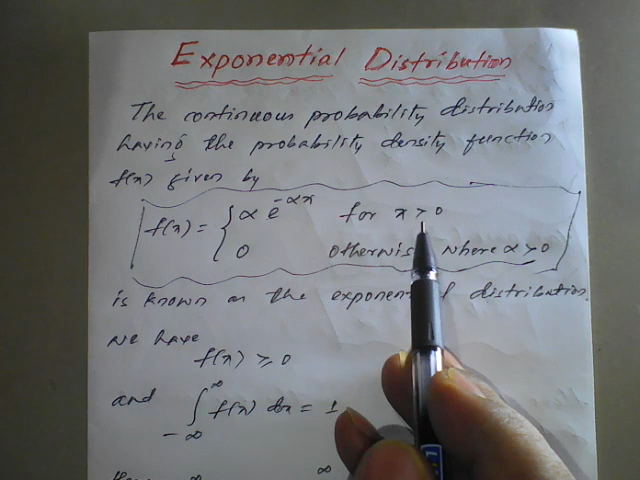 Exponential Distribution
The continuous probability distribution
having the probability density function
f(x) given by
f(x) = { α e^{-αx} for x > 0
0 otherwise where α > 0
is known as the exponential distribution.
we have
f(x) ≥ 0
and ∫_{-∞}^{∞} f(x) dx = 1
∞ ∞